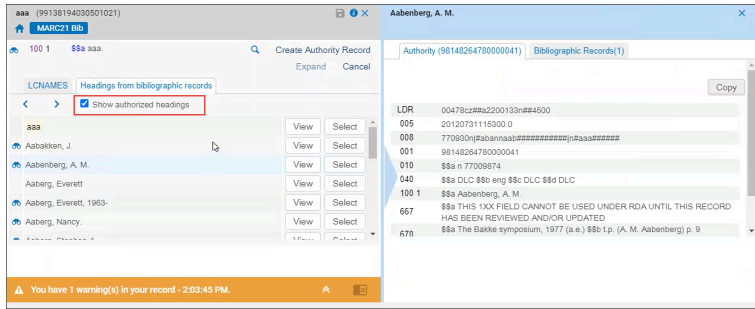 aaa (99138194030501021)
MARC21 Bib
100 1 $$a aaa.
Create Authority Record
Expand Cancel
LCNAMES Headings from bibliographic records
Show authorized headings
aaa View Select
Aabakken, J. View Select
Aabenberg, A. M. View Select
Aaberg, Everett View Select
Aaberg, Everett, 1963- View Select
Aaberg, Nancy. View Select
View Select
You have 1 warning(s) in your record - 2:03:45 PM.
Aabenberg, A. M.
Authority (98148264780000041) Bibliographic Records(1)
Copy
LDR 00478cz##a2200133n##4500
005 20120731115300.0
008 770930n|#abannaab###########|n#aaa######
001 98148264780000041
010 $$a n 77009874
040 $$a DLC $$b eng $$c DLC $$d DLC
100 1 $$a Aabenberg, A. M.
667 $$a THIS 1XX FIELD CANNOT BE USED UNDER RDA UNTIL THIS RECORD
HAS BEEN REVIEWED AND/OR UPDATED
670 $$a The Bakke symposium, 1977 (a.e.) $$b t.p. (A. M. Aabenberg) p. 9